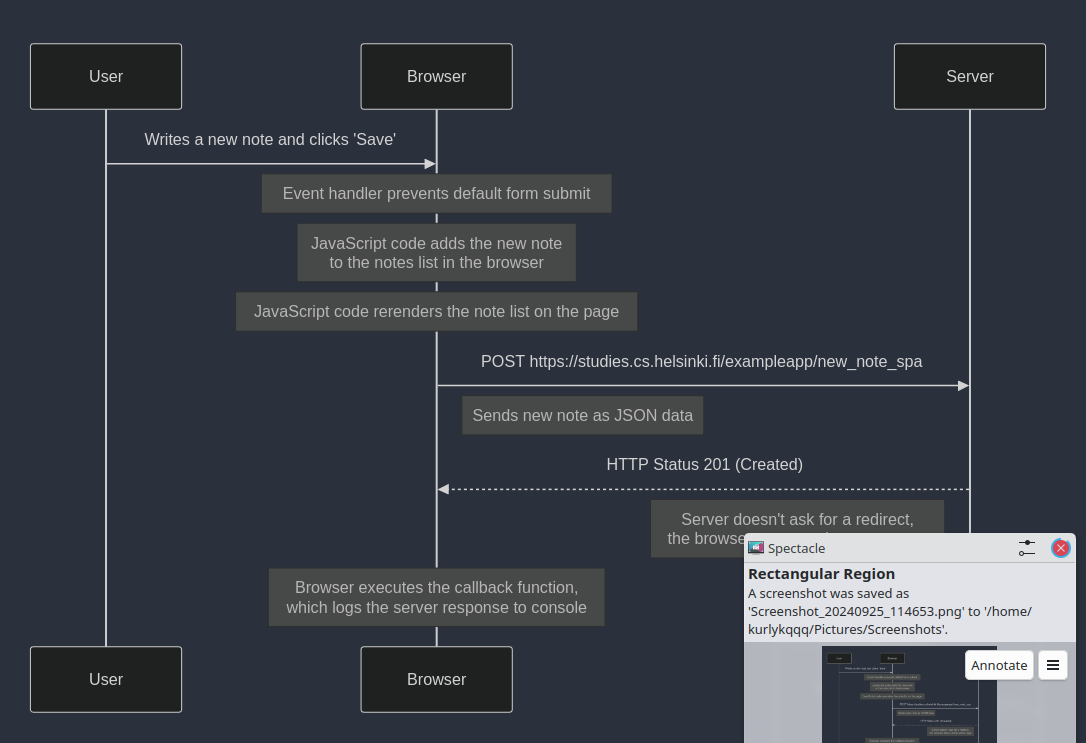 User
Browser
Server
Writes a new note and clicks 'Save'
Event handler prevents default form submit
JavaScript code adds the new note
to the notes list in the browser
JavaScript code rerenders the note list on the page
POST https://studies.cs.helsinki.fi/exampleapp/new_note_spa
Sends new note as JSON data
HTTP Status 201 (Created)
Server doesn't ask for a redirect,
the browse
Browser executes the callback function,
which logs the server response to console
User
Browser
Spectacle
Rectangular Region
A screenshot was saved as
'Screenshot_20240925_114653.png' to '/home/
kurlykqqq/Pictures/Screenshots'.
Annotate